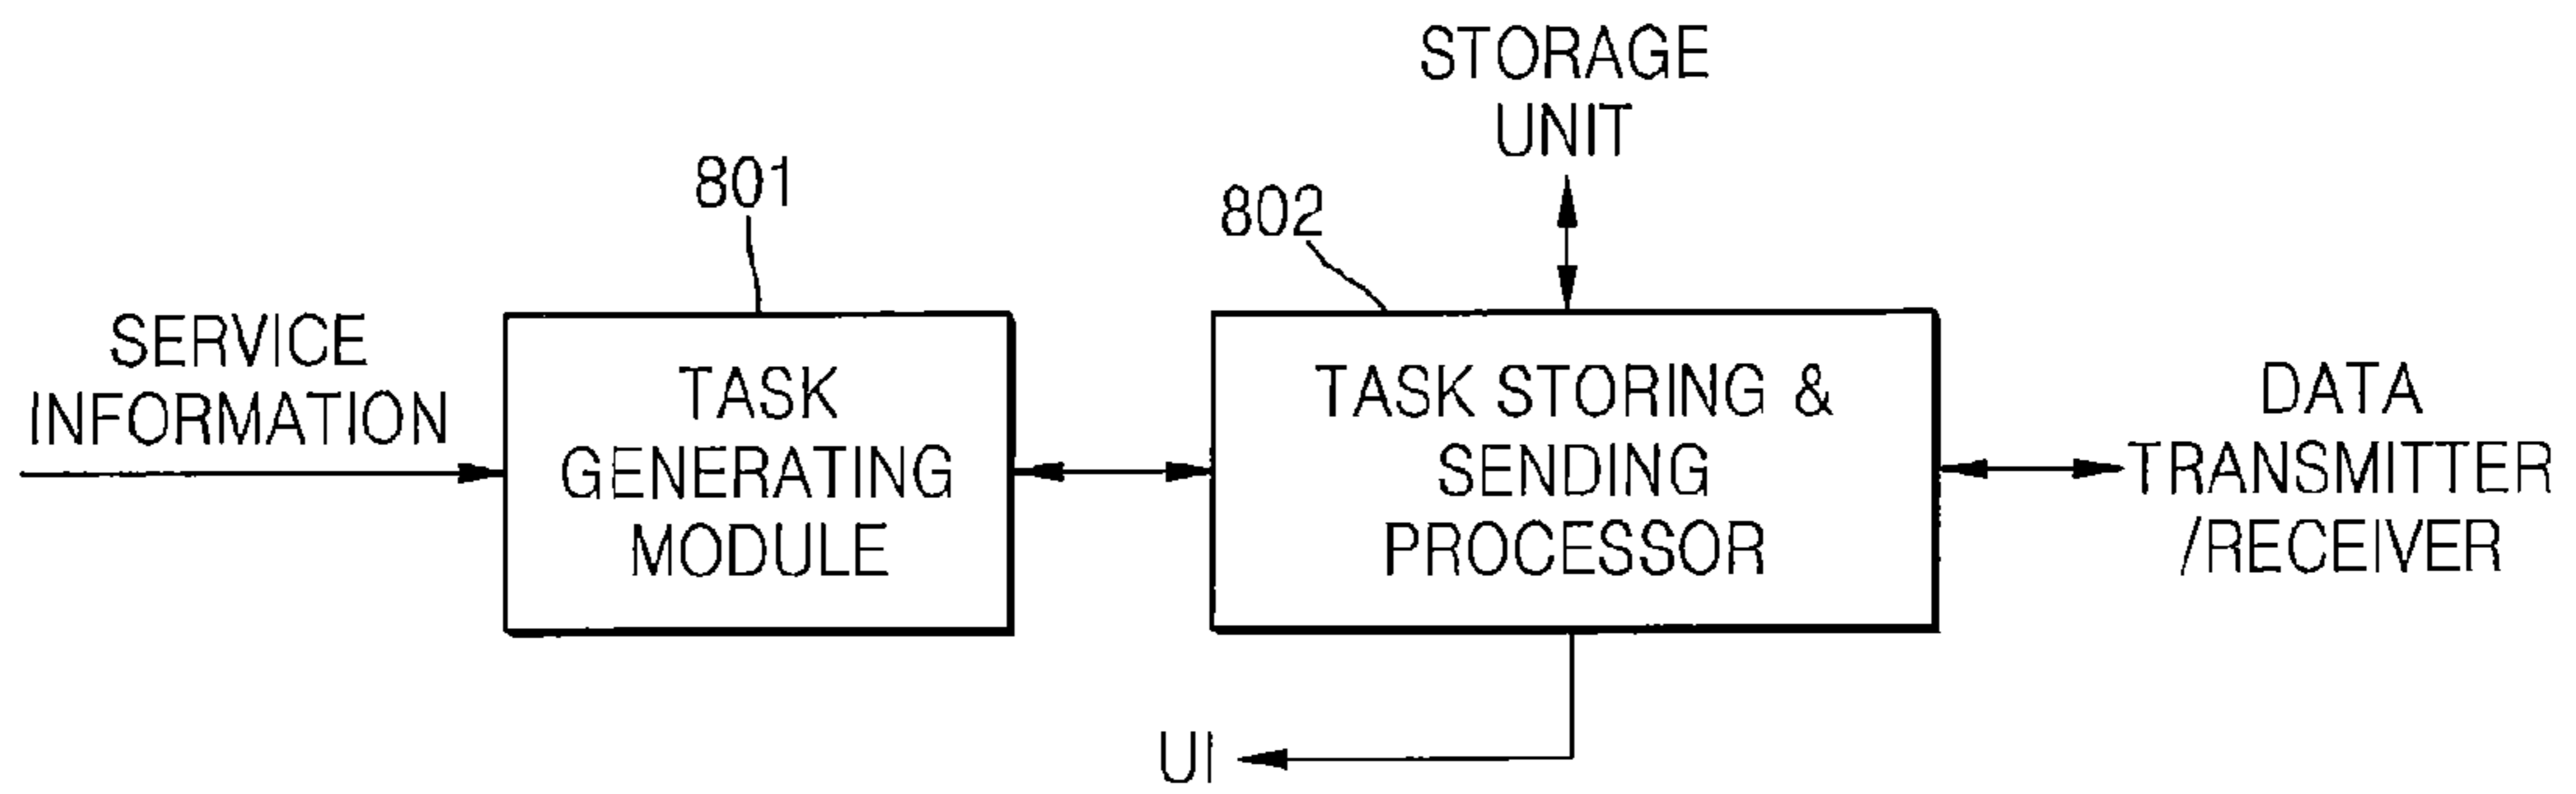 STORAGE
UNIT
801
802
SERVICE
INFORMATION
TASK
GENERATING
MODULE
TASK STORING &
SENDING
PROCESSOR
DATA
TRANSMITTER
/RECEIVER
UI